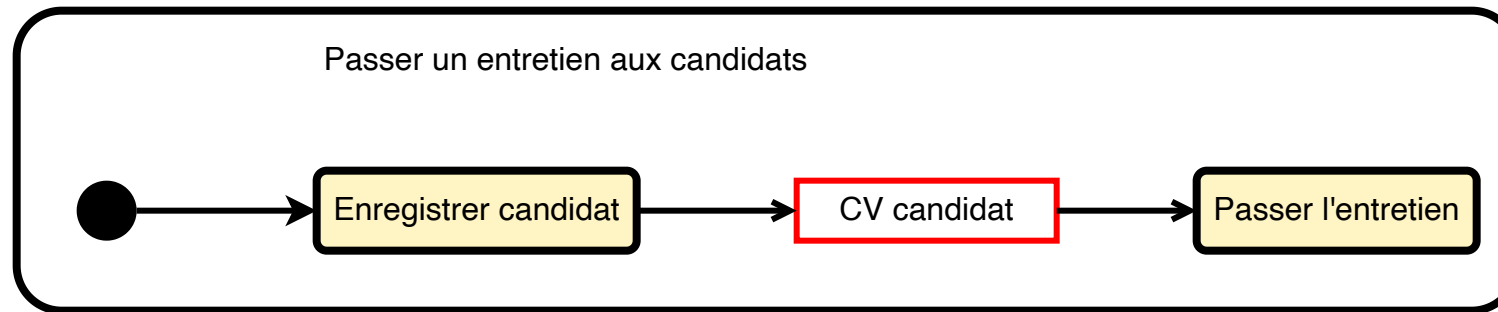 Passer un entretien aux candidats
Enregistrer candidat
CV candidat
Passer l'entretien